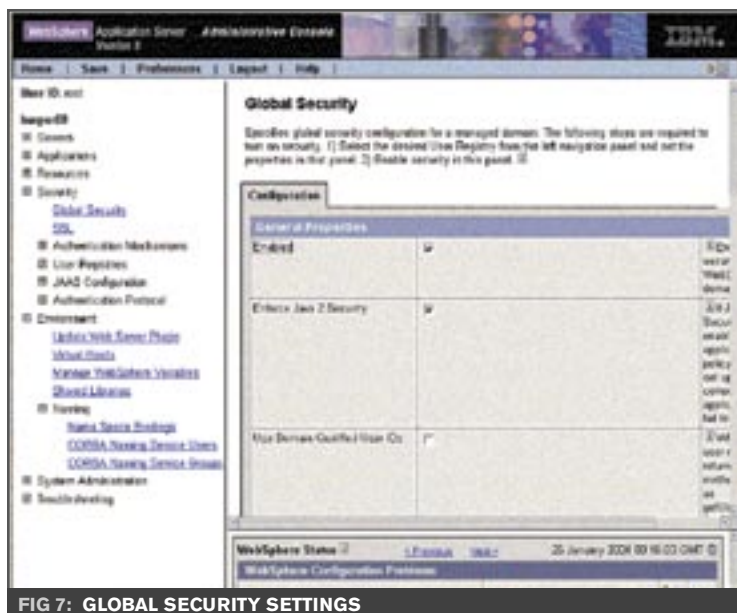 WebSphere Application Server Administrative Console
Version 5
IBM.
Home | Save | Preferences | Logout | Help |
User ID:
Servers
Applications
Resources
Security
Global Security
SSL
Authentication Mechanisms
User Registries
JAAS Configuration
Authentication Protocol
Environment
Update Web Server Plugin
Virtual Hosts
Manage WebSphere Variables
Shared Libraries
Naming
Name Space Bindings
CORBA Naming Service Users
CORBA Naming Service Groups
System Administration
Troubleshooting
Global Security
Specifies global security configuration for a managed domain. The following steps are required to
turn on security. 1) Select the desired User Registry from the left navigation panel and set the
properties in that panel. 2) Enable security in this panel.
Configuration
General Properties
Enabled
Enforce Java 2 Security
Use Domain Qualified User IDs
WebSphere Status
< Previous Next >
January
GMT
WebSphere Configuration Problems
FIG 7: GLOBAL SECURITY SETTINGS